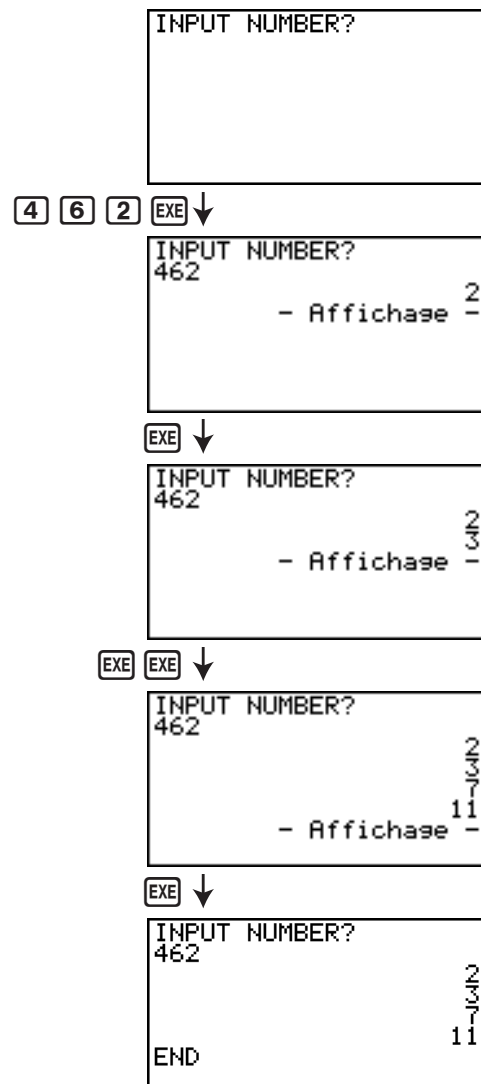 INPUT NUMBER?
4 6 2 EXE
INPUT NUMBER?
462
2
- Affichage -
EXE
INPUT NUMBER?
462
2
3
- Affichage -
EXE EXE
INPUT NUMBER?
462
2
3
7
11
- Affichage -
EXE
INPUT NUMBER?
462
2
3
7
11
END